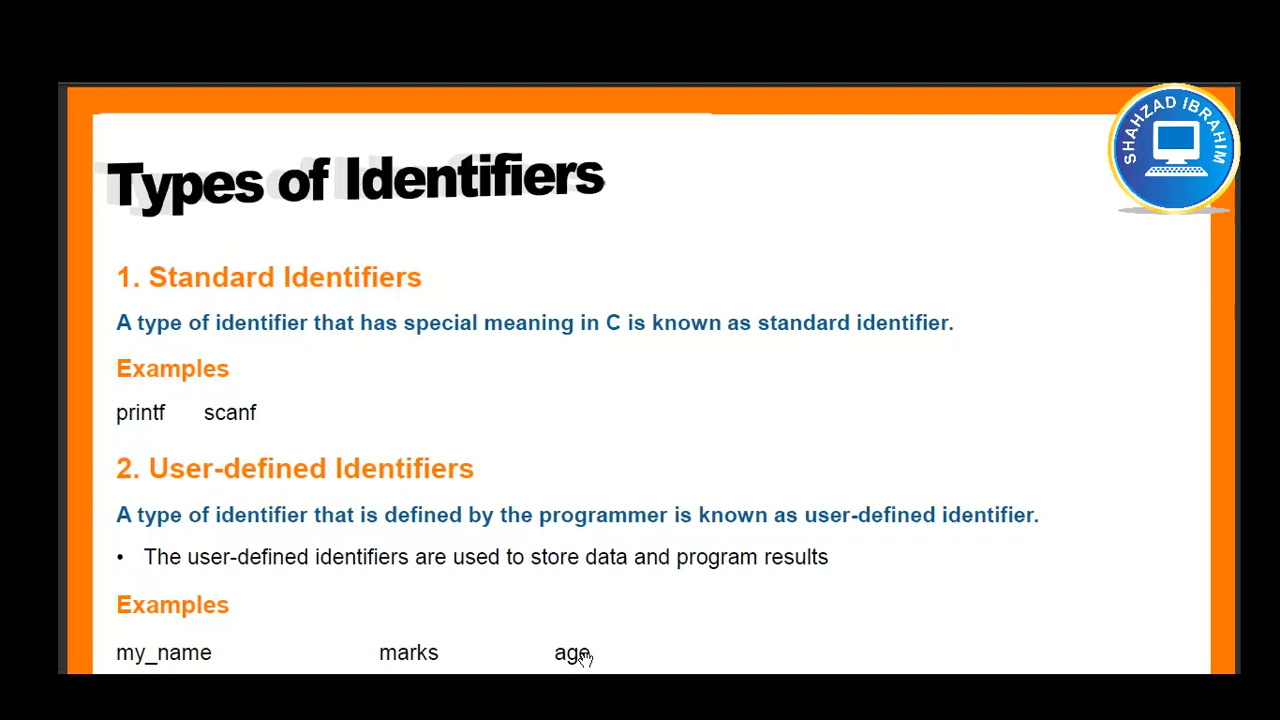 SHAHZAD IBRAHIM
Types of Identifiers
1. Standard Identifiers
A type of identifier that has special meaning in C is known as standard identifier.
Examples
printf scanf
2. User-defined Identifiers
A type of identifier that is defined by the programmer is known as user-defined identifier.
• The user-defined identifiers are used to store data and program results
Examples
my_name marks age